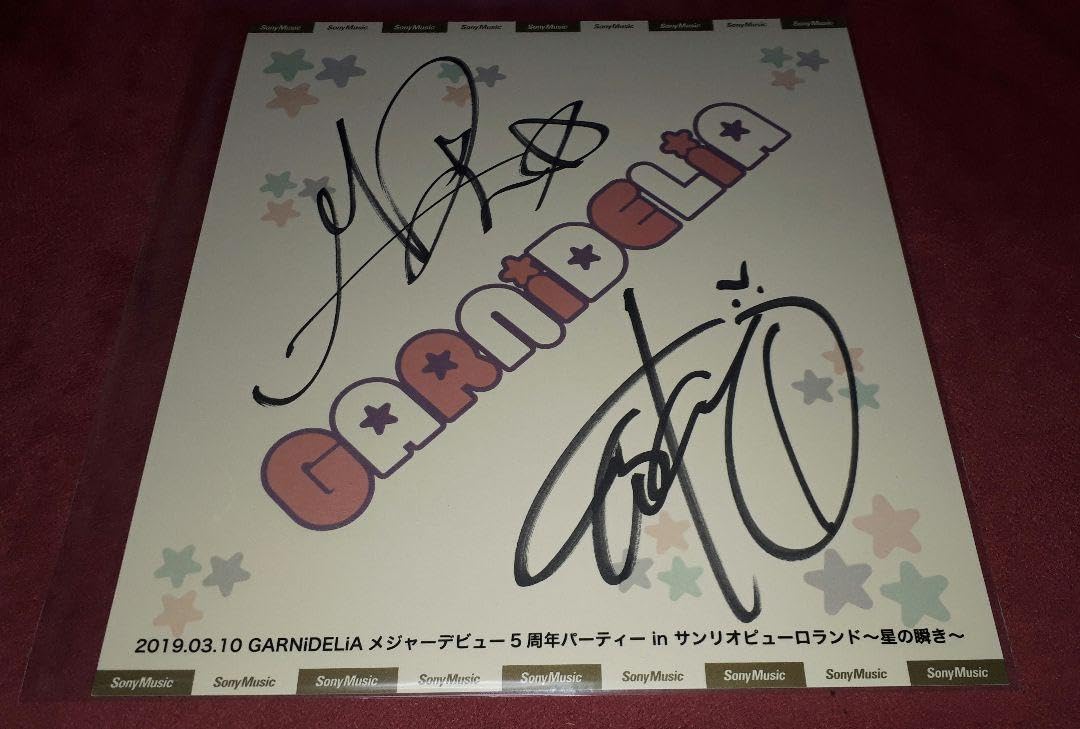 SonyMusic SonyMusic SonyMusic SonyMusic SonyMusic SonyMusic SonyMusic SonyMusic SonyMusic
GARNiDELiA
2019.03.10 GARNiDELiA メジャーデビュー5周年パーティー in サンリオピューロランド～星の瞬き～
SonyMusic SonyMusic SonyMusic SonyMusic SonyMusic SonyMusic SonyMusic SonyMusic SonyMusic